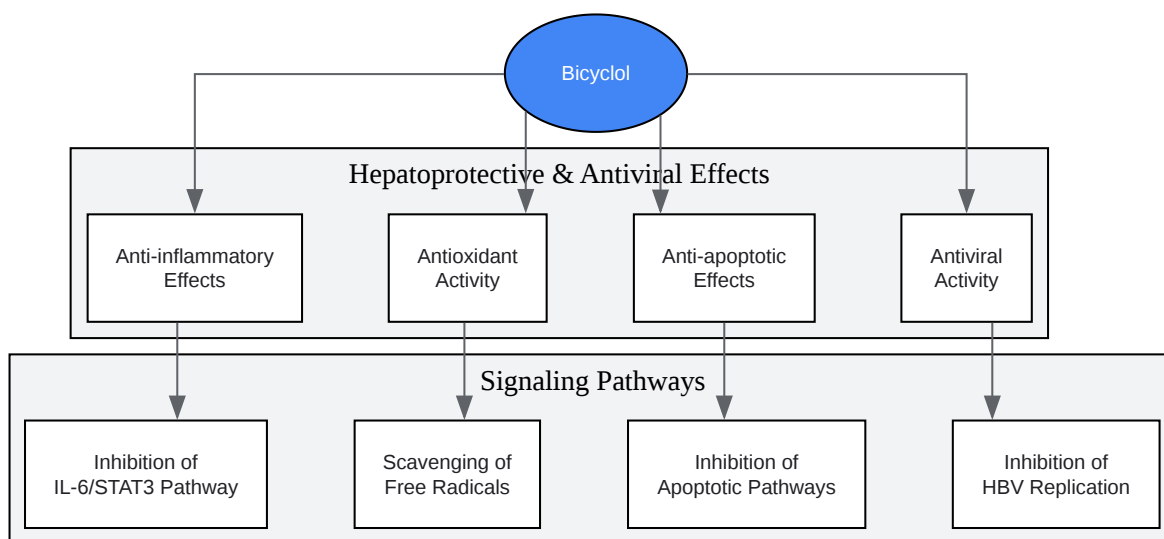 Bicyclol
Hepatoprotective & Antiviral Effects
Anti-inflammatory
Effects
Antioxidant
Activity
Anti-apoptotic
Effects
Antiviral
Activity
Signaling Pathways
Inhibition of
IL-6/STAT3 Pathway
Scavenging of
Free Radicals
Inhibition of
Apoptotic Pathways
Inhibition of
HBV Replication